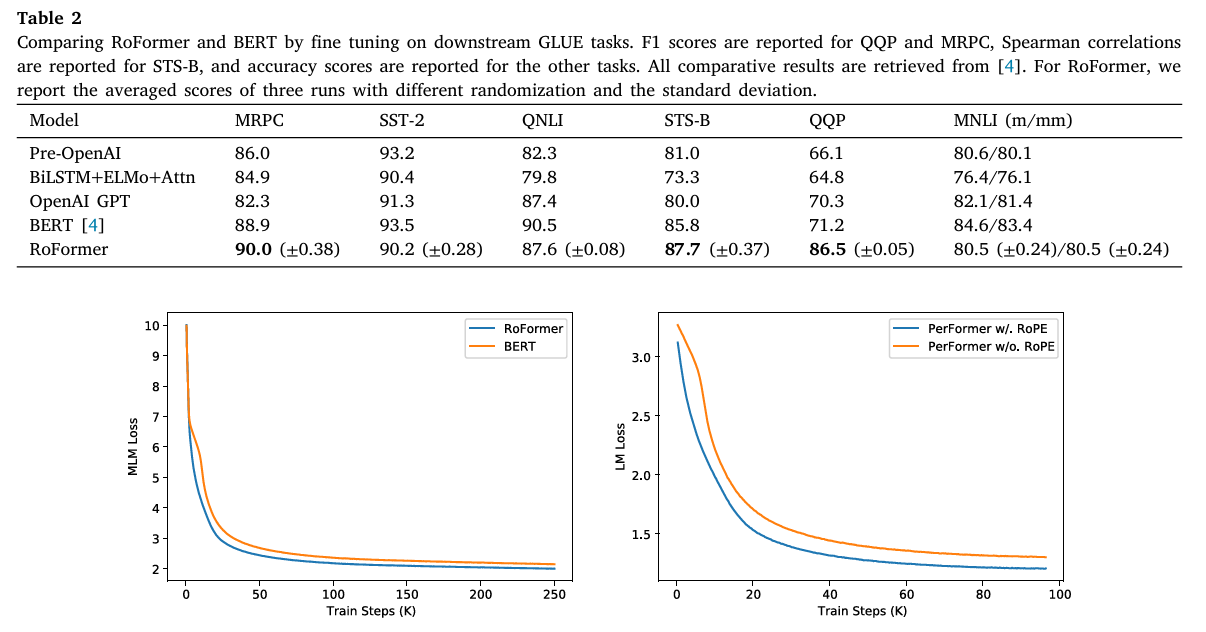 Table 2
Comparing RoFormer and BERT by fine tuning on downstream GLUE tasks. F1 scores are reported for QQP and MRPC, Spearman correlations
are reported for STS-B, and accuracy scores are reported for the other tasks. All comparative results are retrieved from [4]. For RoFormer, we
report the averaged scores of three runs with different randomization and the standard deviation.
Model MRPC SST-2 QNLI STS-B QQP MNLI (m/mm)
Pre-OpenAI 86.0 93.2 82.3 81.0 66.1 80.6/80.1
BiLSTM+ELMo+Attn 84.9 90.4 79.8 73.3 64.8 76.4/76.1
OpenAI GPT 82.3 91.3 87.4 80.0 70.3 82.1/81.4
BERT [4] 88.9 93.5 90.5 85.8 71.2 84.6/83.4
RoFormer 90.0 (±0.38) 90.2 (±0.28) 87.6 (±0.08) 87.7 (±0.37) 86.5 (±0.05) 80.5 (±0.24)/80.5 (±0.24)
RoFormer
BERT
10
9
8
7
6
5
4
3
2
MLM Loss
0 50 100 150 200 250
Train Steps (K)
PerFormer w/. RoPE
PerFormer w/o. RoPE
3.0
2.5
2.0
1.5
LM Loss
0 20 40 60 80 100
Train Steps (K)